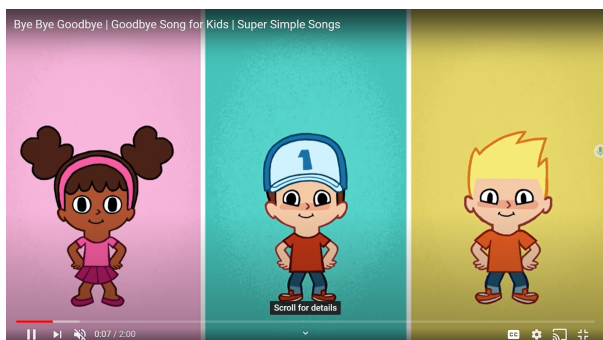 Bye Bye Goodbye | Goodbye Song for Kids | Super Simple Songs
1
Scroll for details
0:07 / 2:00
CC